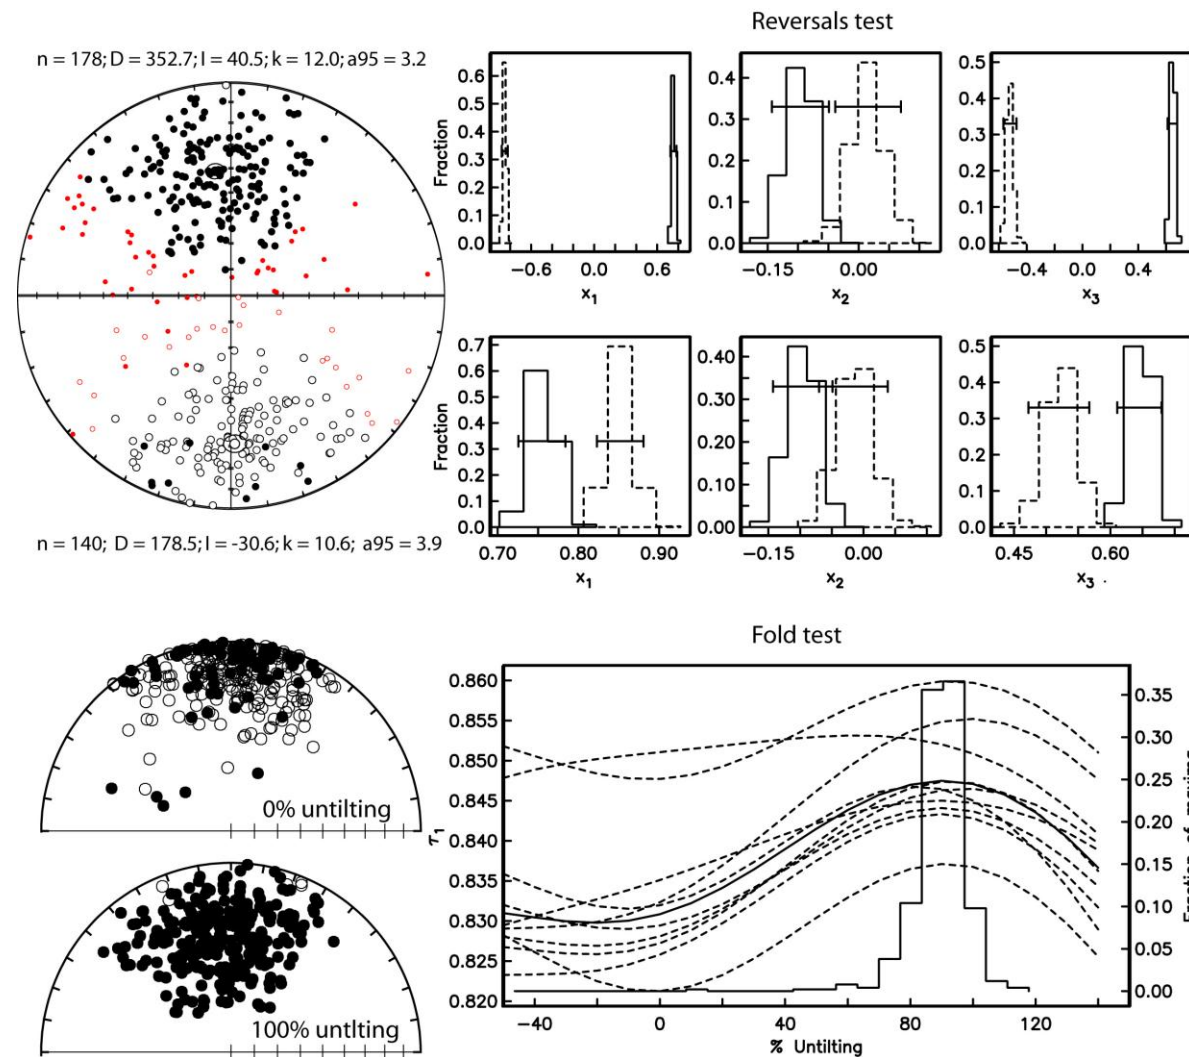 Reversals test
n = 178; D = 352.7; I = 40.5; k = 12.0; a95 = 3.2
Fraction
0.6
0.5
0.4
0.3
0.2
0.1
0.0
−0.6 0.0 0.6
x1
0.4
0.3
0.2
0.1
0.0
−0.15 0.00
x2
0.5
0.4
0.3
0.2
0.1
0.0
−0.4 0.0 0.4
x3
Fraction
0.7
0.6
0.5
0.4
0.3
0.2
0.1
0.0
0.70 0.80 0.90
x1
0.40
0.30
0.20
0.10
0.00
−0.15 0.00
x2
0.5
0.4
0.3
0.2
0.1
0.0
0.45 0.60
x3
n = 140; D = 178.5; I = -30.6; k = 10.6; a95 = 3.9
0% untilting
100% untlting
Fold test
τ1
0.860
0.855
0.850
0.845
0.840
0.835
0.830
0.825
0.820
−40 0 40 80 120
% Untilting
0.35
0.30
0.25
0.20
0.15
0.10
0.05
0.00
Fraction of